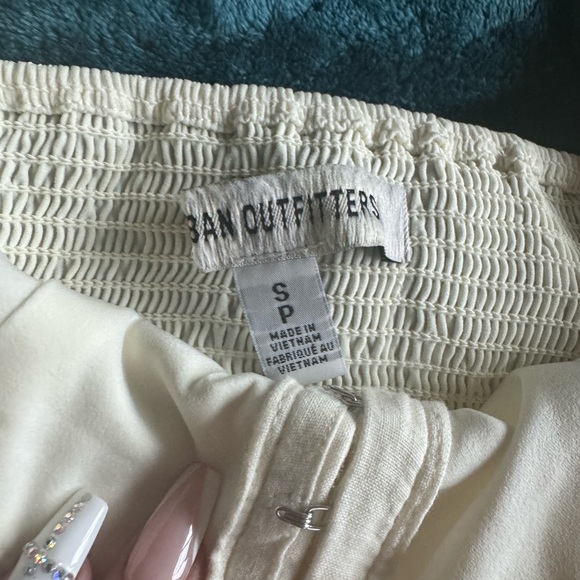 BAN OUTFITTERS
S
P
MADE IN
VIETNAM
FABRIQUÉ AU
VIETNAM